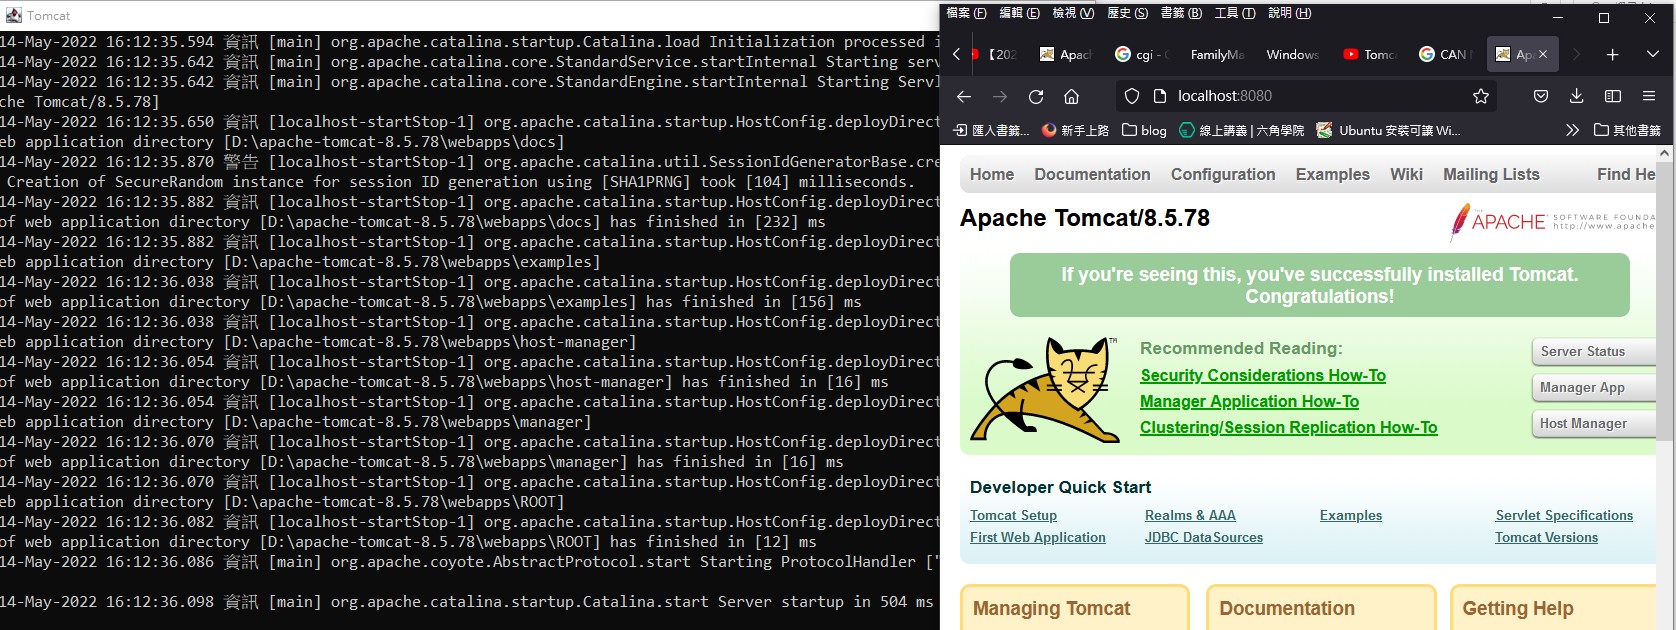 Tomcat
14-May-2022 16:12:35.594 資訊 [main] org.apache.catalina.startup.Catalina.load Initialization processed i
14-May-2022 16:12:35.642 資訊 [main] org.apache.catalina.core.StandardService.startInternal Starting serv
14-May-2022 16:12:35.642 資訊 [main] org.apache.catalina.core.StandardEngine.startInternal Starting Servl
che Tomcat/8.5.78]
14-May-2022 16:12:35.650 資訊 [localhost-startStop-1] org.apache.catalina.startup.HostConfig.deployDirect
eb application directory [D:\apache-tomcat-8.5.78\webapps\docs]
14-May-2022 16:12:35.870 警告 [localhost-startStop-1] org.apache.catalina.util.SessionIdGeneratorBase.cre
Creation of SecureRandom instance for session ID generation using [SHA1PRNG] took [104] milliseconds.
14-May-2022 16:12:35.882 資訊 [localhost-startStop-1] org.apache.catalina.startup.HostConfig.deployDirect
of web application directory [D:\apache-tomcat-8.5.78\webapps\docs] has finished in [232] ms
14-May-2022 16:12:35.882 資訊 [localhost-startStop-1] org.apache.catalina.startup.HostConfig.deployDirect
eb application directory [D:\apache-tomcat-8.5.78\webapps\examples]
14-May-2022 16:12:36.038 資訊 [localhost-startStop-1] org.apache.catalina.startup.HostConfig.deployDirect
of web application directory [D:\apache-tomcat-8.5.78\webapps\examples] has finished in [156] ms
14-May-2022 16:12:36.038 資訊 [localhost-startStop-1] org.apache.catalina.startup.HostConfig.deployDirect
eb application directory [D:\apache-tomcat-8.5.78\webapps\host-manager]
14-May-2022 16:12:36.054 資訊 [localhost-startStop-1] org.apache.catalina.startup.HostConfig.deployDirect
of web application directory [D:\apache-tomcat-8.5.78\webapps\host-manager] has finished in [16] ms
14-May-2022 16:12:36.054 資訊 [localhost-startStop-1] org.apache.catalina.startup.HostConfig.deployDirect
eb application directory [D:\apache-tomcat-8.5.78\webapps\manager]
14-May-2022 16:12:36.070 資訊 [localhost-startStop-1] org.apache.catalina.startup.HostConfig.deployDirect
of web application directory [D:\apache-tomcat-8.5.78\webapps\manager] has finished in [16] ms
14-May-2022 16:12:36.070 資訊 [localhost-startStop-1] org.apache.catalina.startup.HostConfig.deployDirect
eb application directory [D:\apache-tomcat-8.5.78\webapps\ROOT]
14-May-2022 16:12:36.082 資訊 [localhost-startStop-1] org.apache.catalina.startup.HostConfig.deployDirect
of web application directory [D:\apache-tomcat-8.5.78\webapps\ROOT] has finished in [12] ms
14-May-2022 16:12:36.086 資訊 [main] org.apache.coyote.AbstractProtocol.start Starting ProtocolHandler ["
14-May-2022 16:12:36.098 資訊 [main] org.apache.catalina.startup.Catalina.start Server startup in 504 ms
檔案 (F) 編輯 (E) 檢視 (V) 歷史 (S) 書籤 (B) 工具 (T) 說明 (H)
【202 Apach cgi - FamilyMa Windows Tomc CAN Ap
localhost:8080
匯入書籤... 新手上路 blog 線上講義 | 六角學院 Ubuntu 安裝可讓 Wi... 其他書籤
Home Documentation Configuration Examples Wiki Mailing Lists Find He
Apache Tomcat/8.5.78
THE APACHE SOFTWARE FOUNDA
http://www.apache
If you're seeing this, you've successfully installed Tomcat.
Congratulations!
TM
Recommended Reading:
Security Considerations How-To
Manager Application How-To
Clustering/Session Replication How-To
Server Status
Manager App
Host Manager
Developer Quick Start
Tomcat Setup Realms & AAA Examples Servlet Specifications
First Web Application JDBC DataSources Tomcat Versions
Managing Tomcat Documentation Getting Help